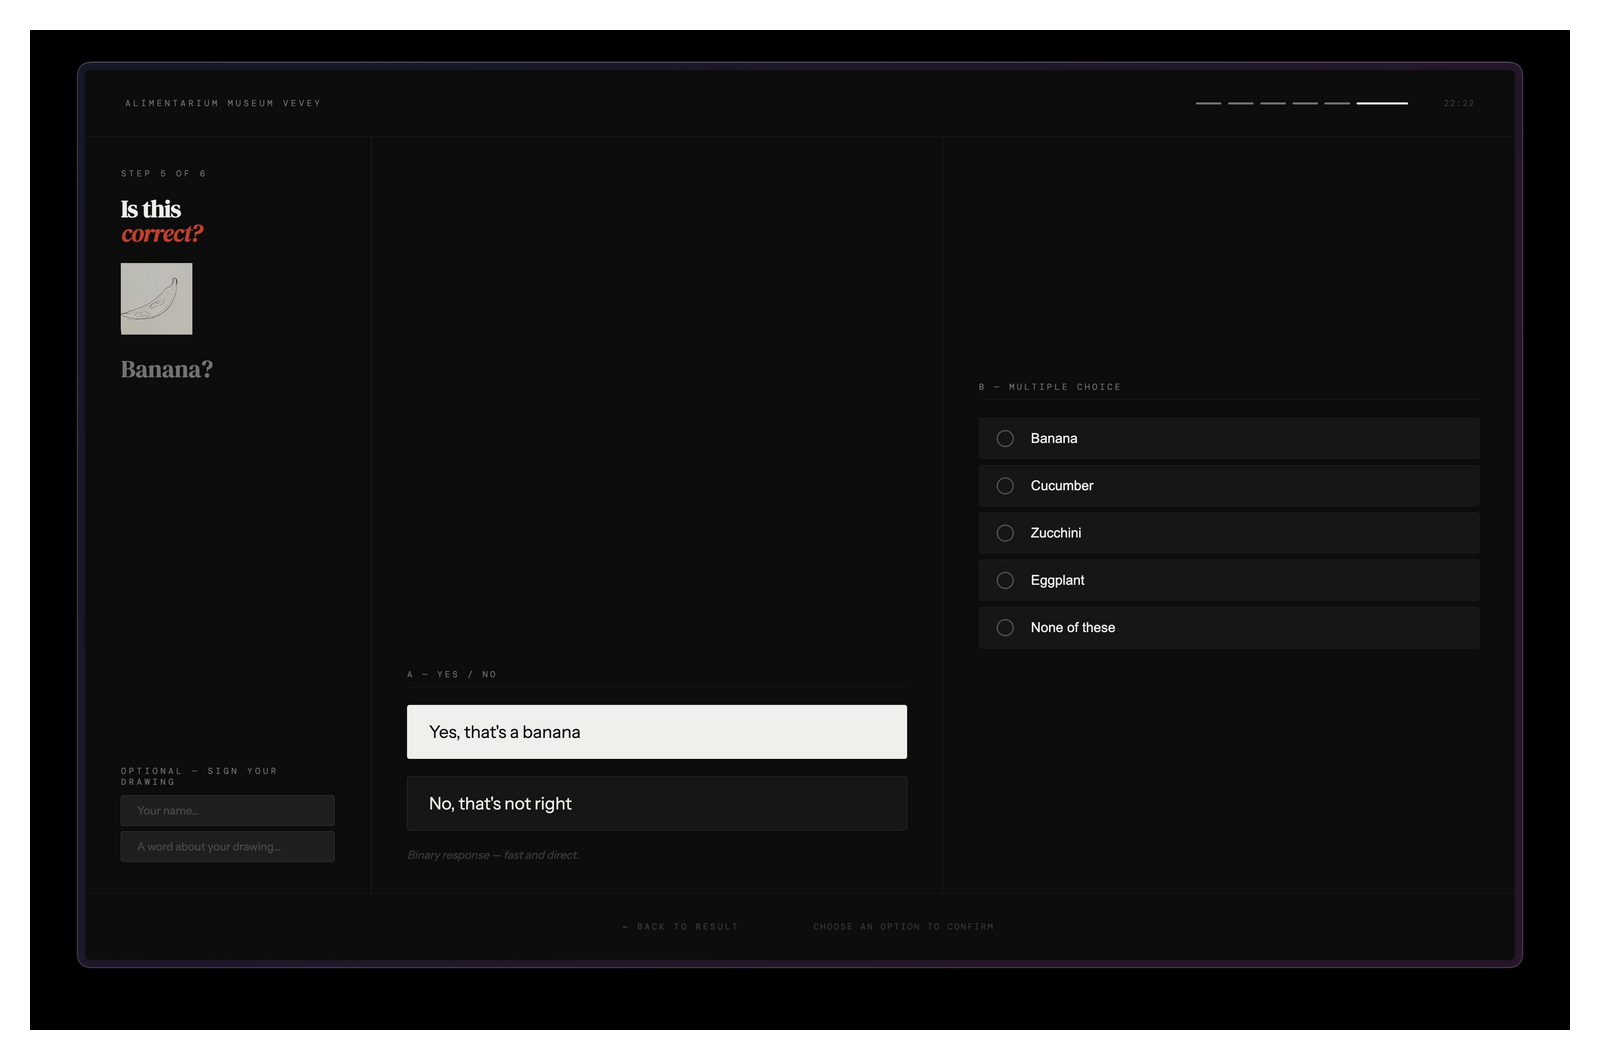 ALIMENTARIUM MUSEUM VEVEY
22:22
STEP 5 OF 6
Is this
correct?
Banana?
OPTIONAL — SIGN YOUR
DRAWING
Your name...
A word about your drawing...
A — YES / NO
Yes, that's a banana
No, that's not right
Binary response — fast and direct.
B — MULTIPLE CHOICE
Banana
Cucumber
Zucchini
Eggplant
None of these
← BACK TO RESULT
CHOOSE AN OPTION TO CONFIRM